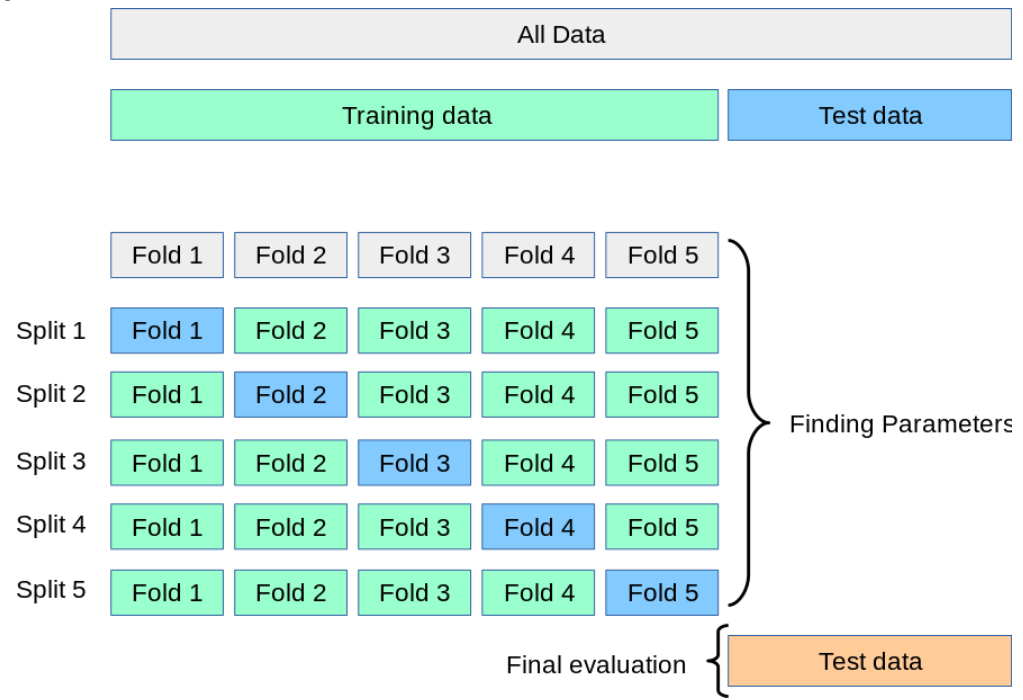 All Data
Training data Test data
Fold 1 Fold 2 Fold 3 Fold 4 Fold 5
Split 1 Fold 1 Fold 2 Fold 3 Fold 4 Fold 5
Split 2 Fold 1 Fold 2 Fold 3 Fold 4 Fold 5
Finding Parameters
Split 3 Fold 1 Fold 2 Fold 3 Fold 4 Fold 5
Split 4 Fold 1 Fold 2 Fold 3 Fold 4 Fold 5
Split 5 Fold 1 Fold 2 Fold 3 Fold 4 Fold 5
Final evaluation Test data